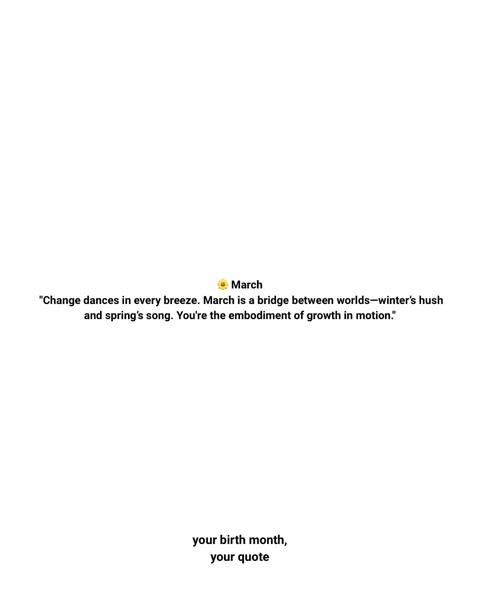 🌼 March
"Change dances in every breeze. March is a bridge between worlds—winter's hush
and spring's song. You're the embodiment of growth in motion."
your birth month,
your quote